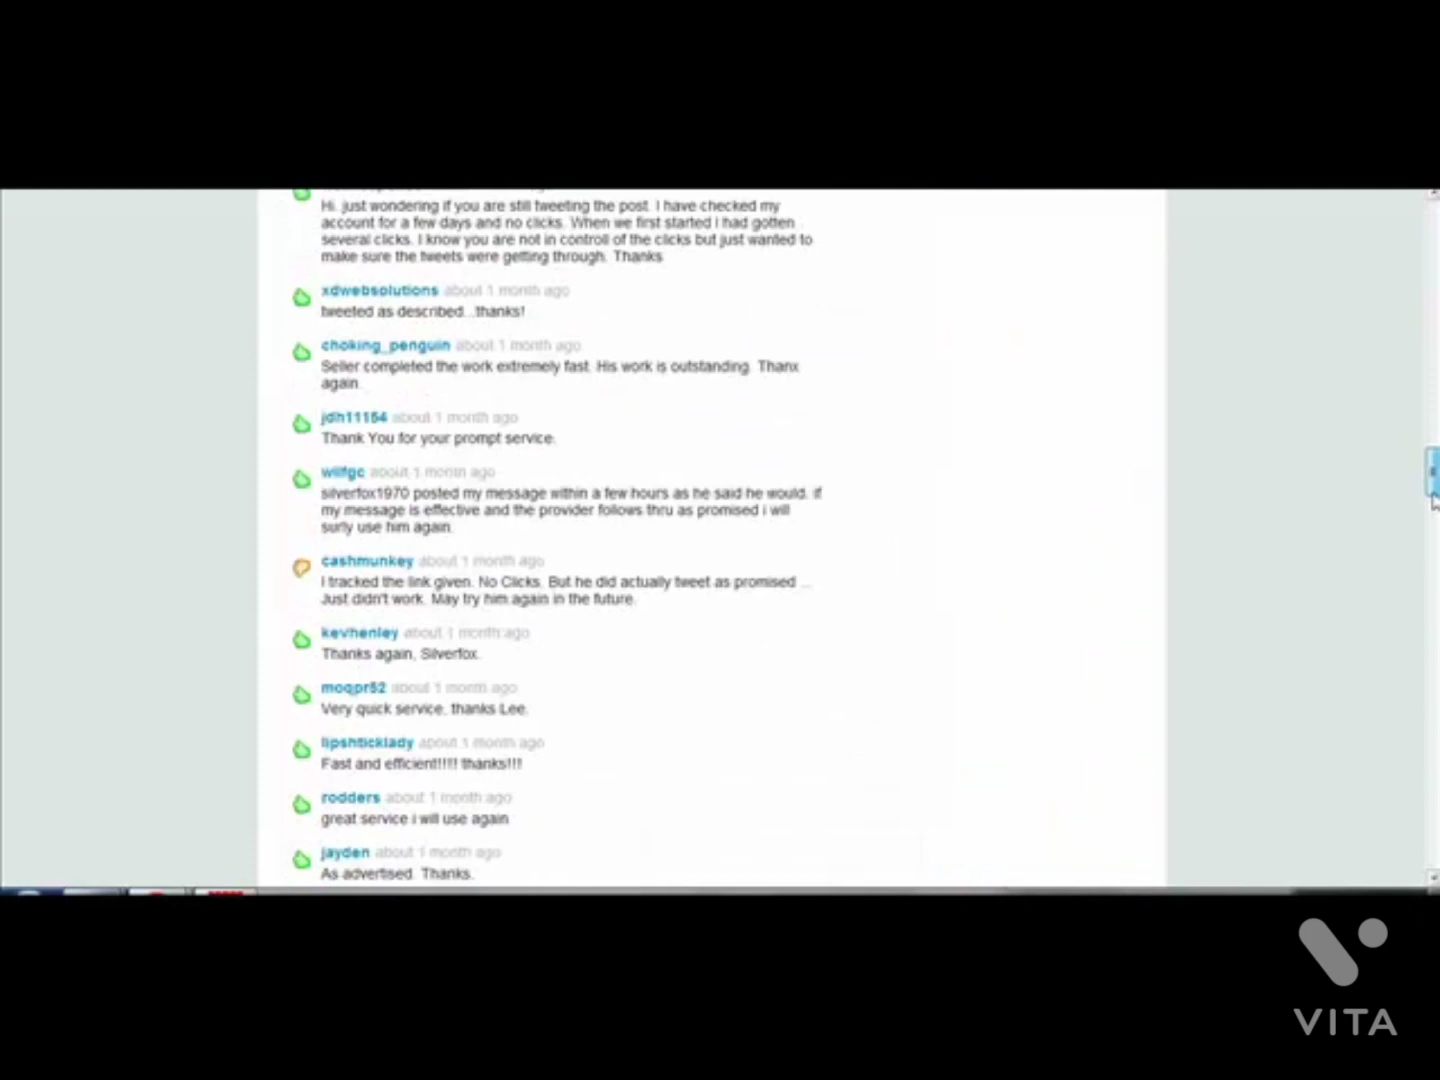 Hi. just wondering if you are still tweeting the post. I have checked my
account for a few days and no clicks. When we first started I had gotten
several clicks. I know you are not in controll of the clicks but just wanted to
make sure the tweets were getting through. Thanks
xdwebsolutions about 1 month ago
tweeted as described...thanks!
choking_penguin about 1 month ago
Seller completed the work extremely fast. His work is outstanding. Thanx
again.
jdh11154 about 1 month ago
Thank You for your prompt service.
wilfgc about 1 month ago
silverfox1970 posted my message within a few hours as he said he would. if
my message is effective and the provider follows thru as promised i will
surly use him again.
cashmunkey about 1 month ago
I tracked the link given. No Clicks. But he did actually tweet as promised ...
Just didn't work. May try him again in the future.
kevhenley about 1 month ago
Thanks again, Silverfox.
moqpr52 about 1 month ago
Very quick service, thanks Lee.
lipshticklady about 1 month ago
Fast and efficient!!!!! thanks!!!
rodders about 1 month ago
great service i will use again
jayden about 1 month ago
As advertised. Thanks.
VITA